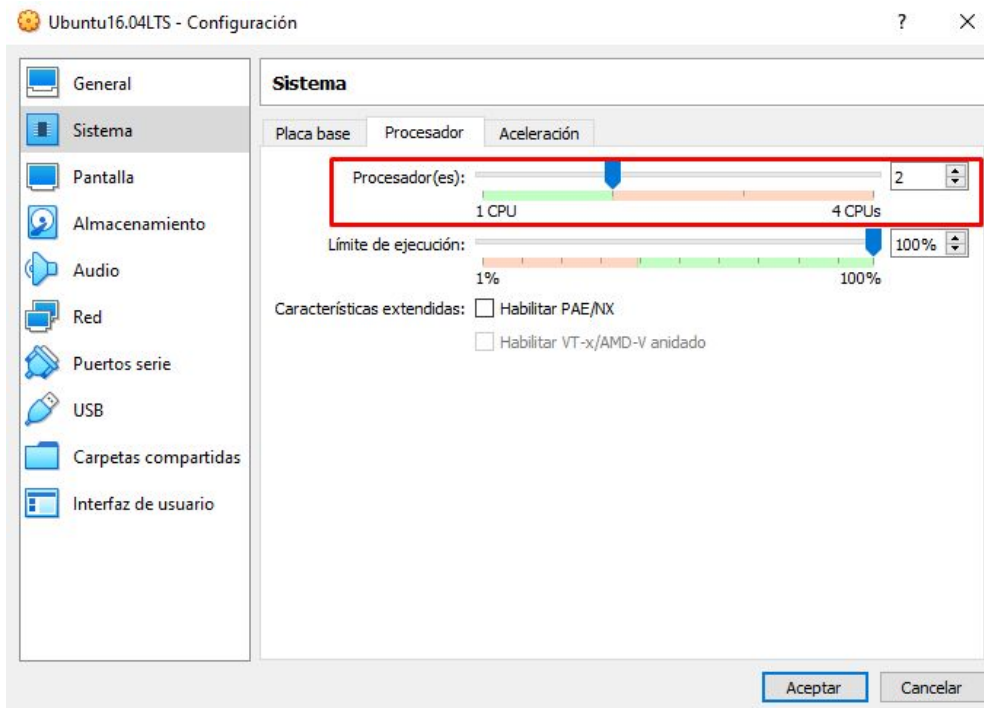 Ubuntu16.04LTS - Configuración ? ×
General
Sistema
Pantalla
Almacenamiento
Audio
Red
Puertos serie
USB
Carpetas compartidas
Interfaz de usuario
Sistema
Placa base Procesador Aceleración
Procesador(es): 2
1 CPU 4 CPUs
Límite de ejecución: 100%
1% 100%
Características extendidas: Habilitar PAE/NX
Habilitar VT-x/AMD-V anidado
Aceptar Cancelar